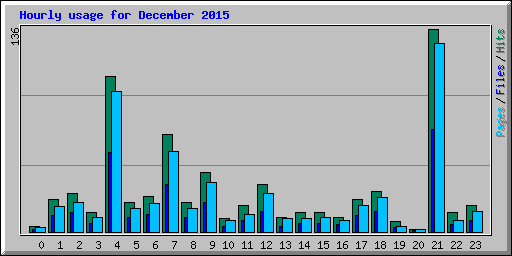 Hourly usage for December 2015
136
Pages/Files/Hits
0 1 2 3 4 5 6 7 8 9 10 11 12 13 14 15 16 17 18 19 20 21 22 23